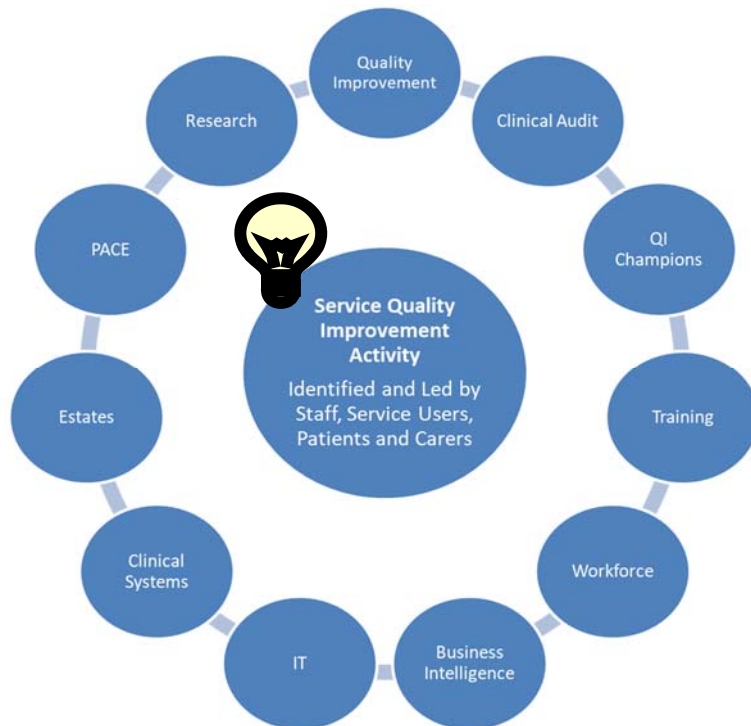 Quality
Improvement
Clinical Audit
QI
Champions
Training
Workforce
Business
Intelligence
IT
Clinical
Systems
Estates
PACE
Research
Service Quality
Improvement
Activity
Identified and Led by
Staff, Service Users,
Patients and Carers